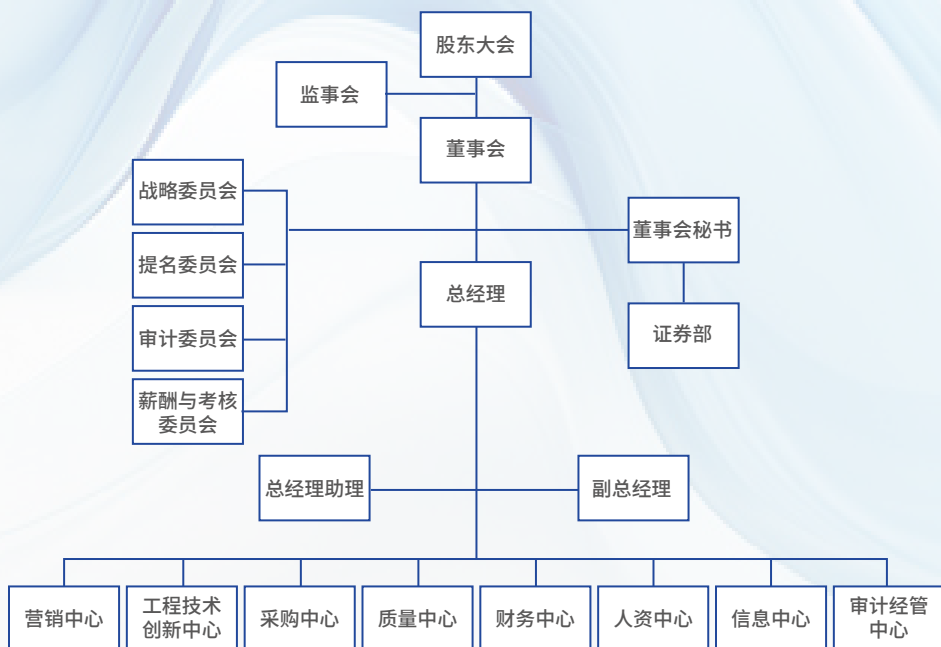 股东大会
监事会
董事会
战略委员会
董事会秘书
提名委员会
总经理
审计委员会
证券部
薪酬与考核
委员会
总经理助理
副总经理
营销中心
工程技术
创新中心
采购中心
质量中心
财务中心
人资中心
信息中心
审计经管
中心